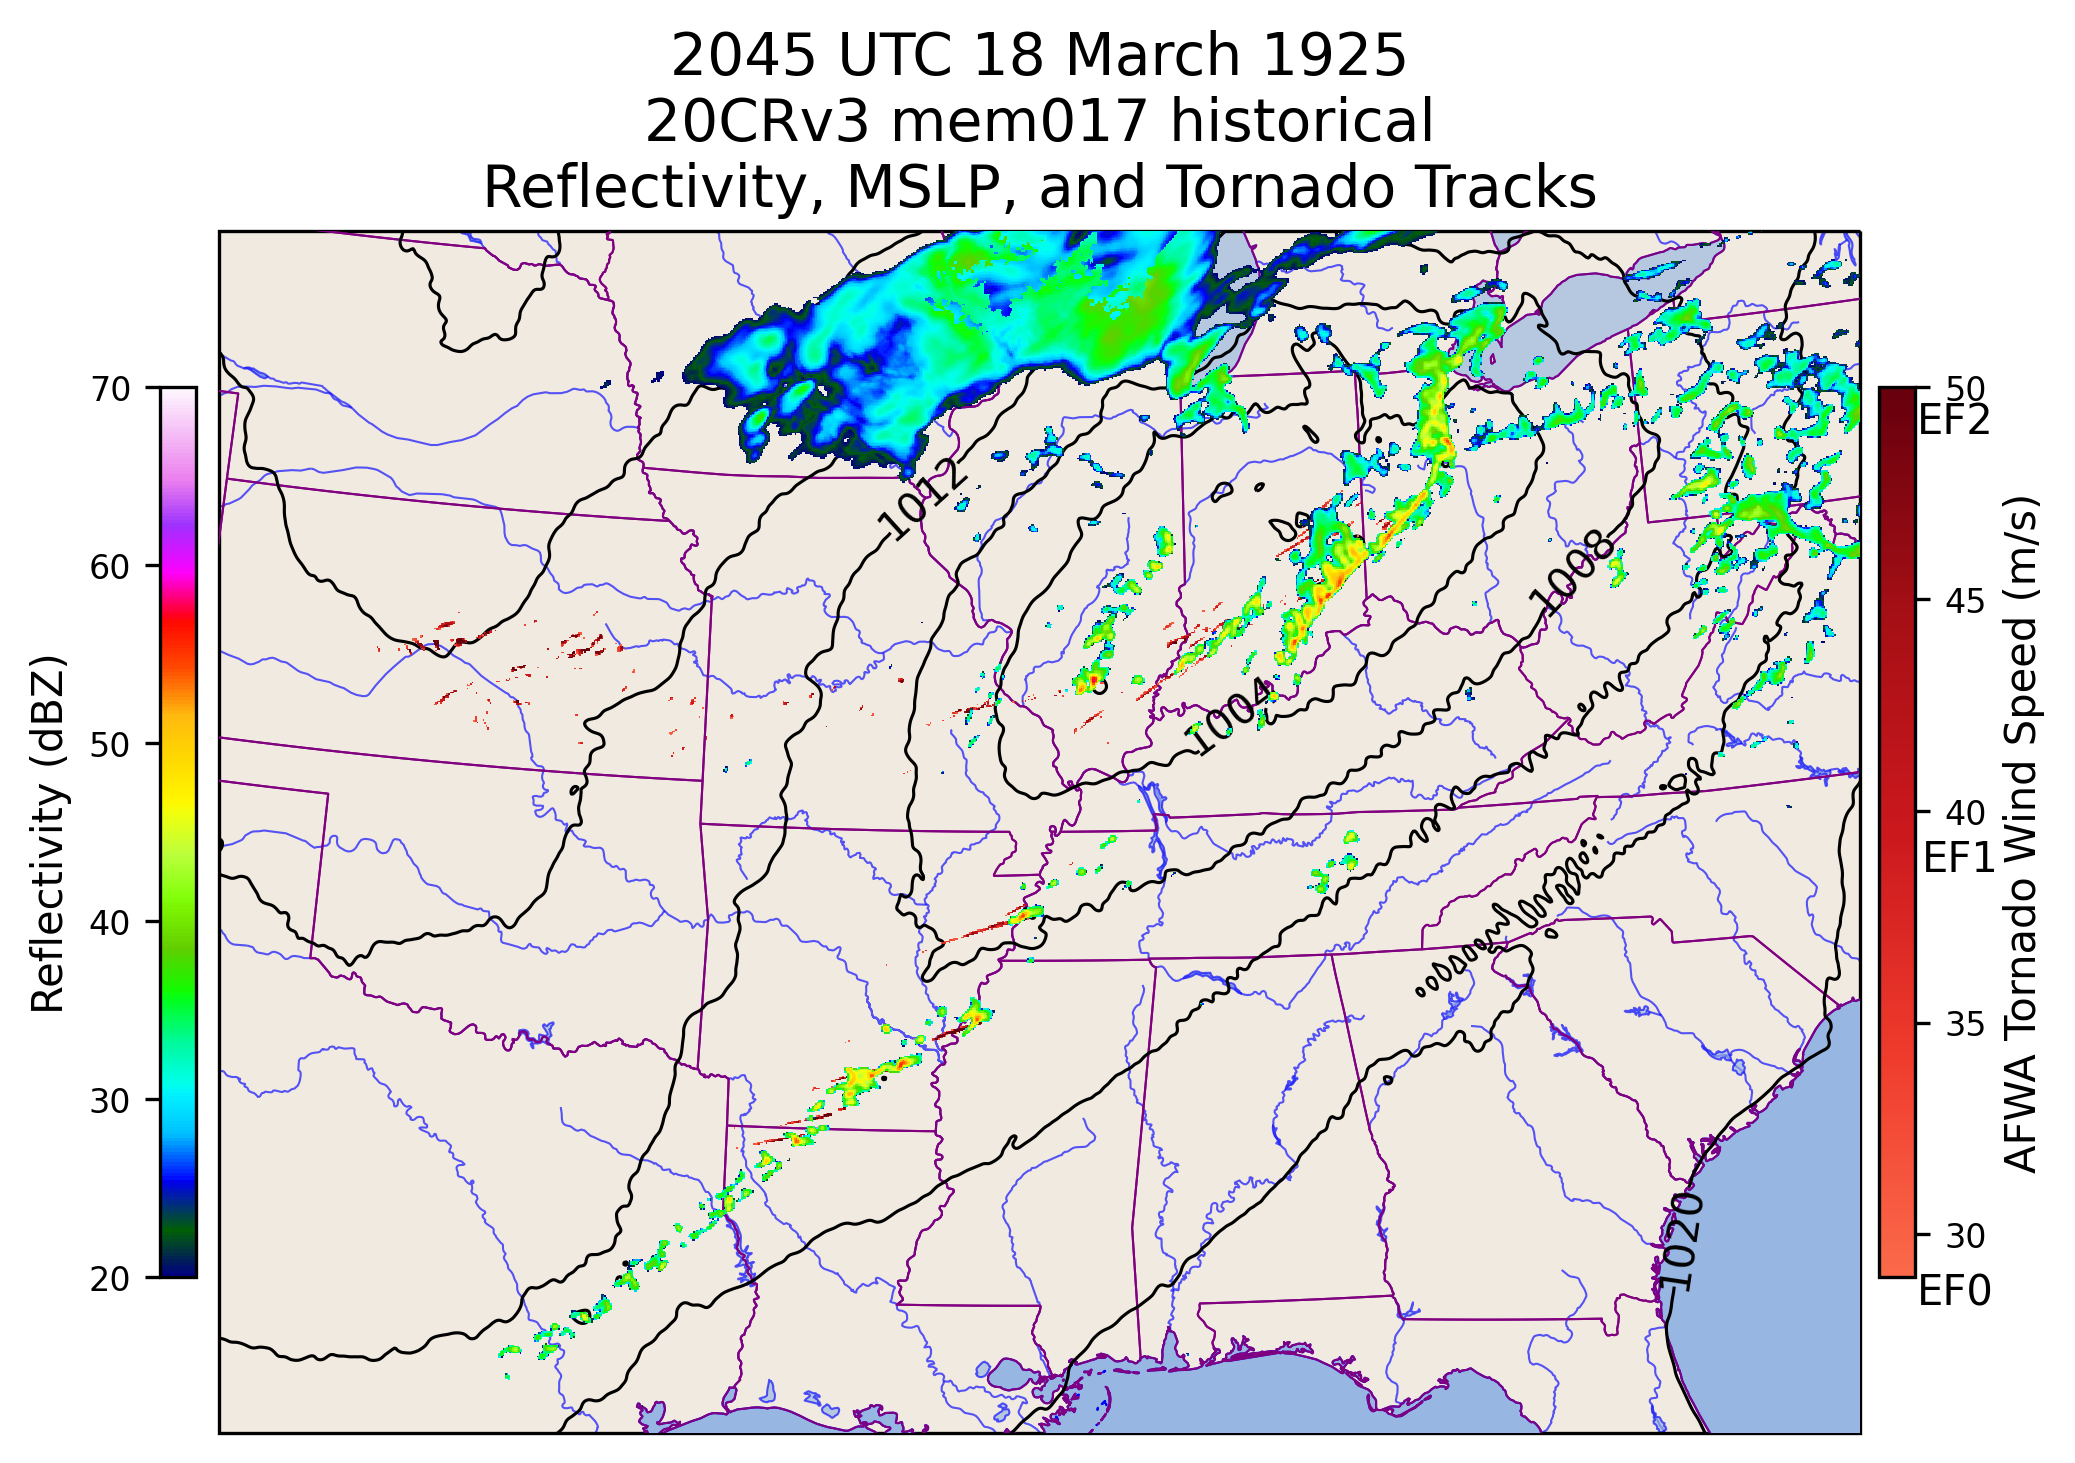 2045 UTC 18 March 1925
20CRv3 mem017 historical
Reflectivity, MSLP, and Tornado Tracks
70
60
50
40
30
20
Reflectivity (dBZ)
1012
1008
1004
1020
50
EF2
45
40
EF1
35
30
EF0
AFWA Tornado Wind Speed (m/s)